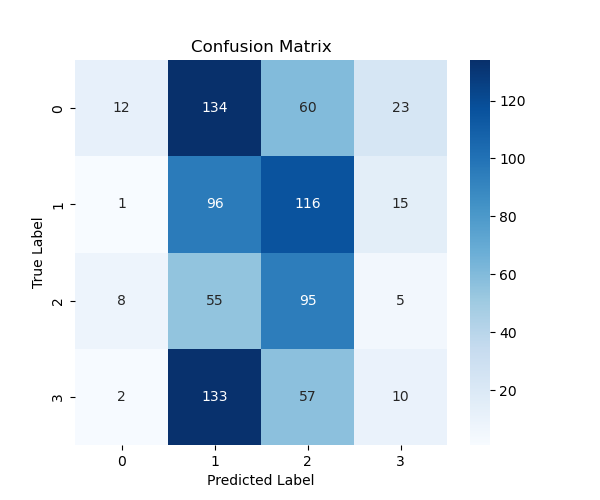 Confusion Matrix
0 12 134 60 23
1 1 96 116 15
2 8 55 95 5
3 2 133 57 10
0 1 2 3
Predicted Label
True Label
120
100
80
60
40
20